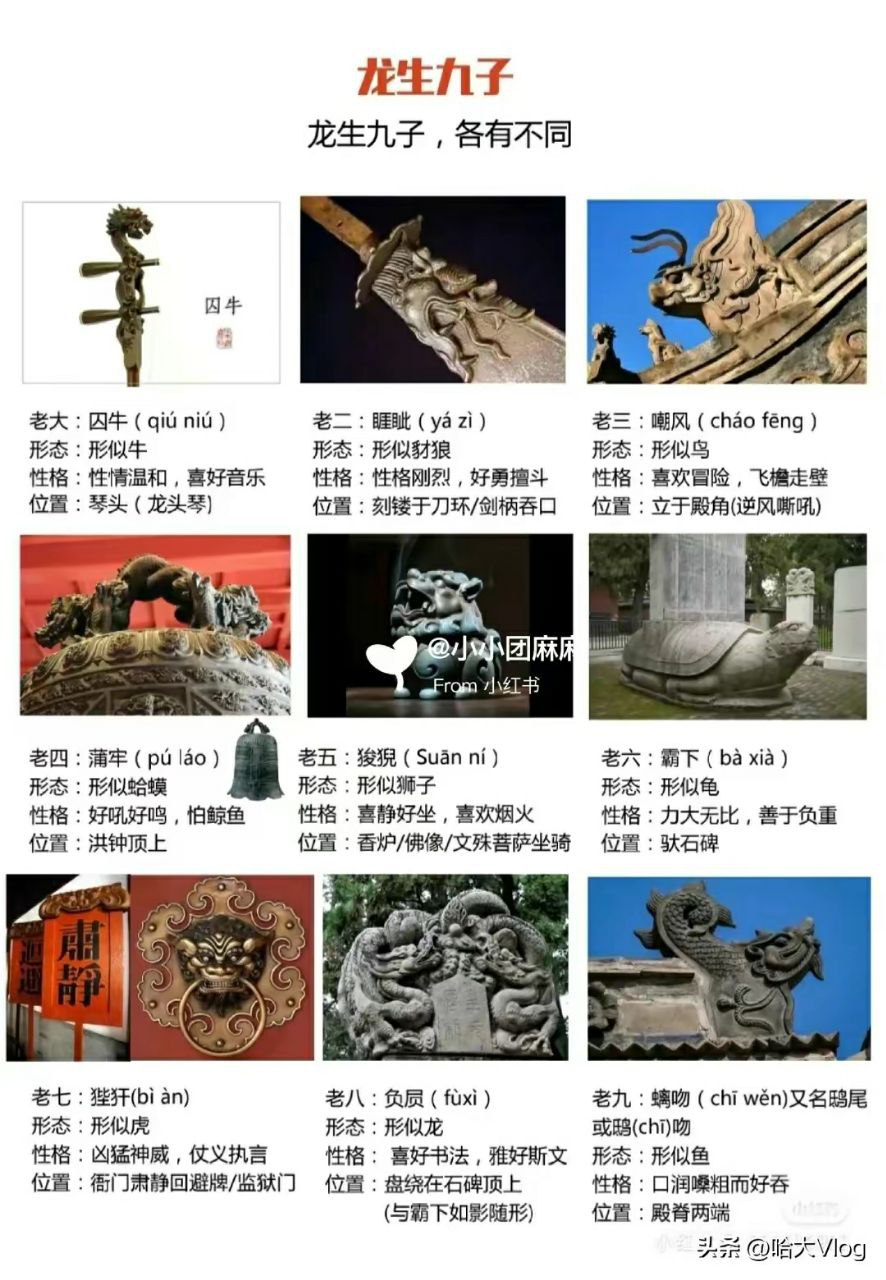 龙生九子
龙生九子，各有不同
囚牛
老大：囚牛（qiú niú）
形态：形似牛
性格：性情温和，喜好音乐
位置：琴头（龙头琴)
老二：睚眦（yá zì）
形态：形似豺狼
性格：性格刚烈，好勇擅斗
位置：刻镂于刀环/剑柄吞口
老三：嘲风（cháo fēng）
形态：形似鸟
性格：喜欢冒险，飞檐走壁
位置：立于殿角(逆风嘶吼)
@小小团麻麻
From 小红书
老四：蒲牢（pú láo）
形态：形似蛤蟆
性格：好吼好鸣，怕鲸鱼
位置：洪钟顶上
老五：狻猊（Suān ní）
形态：形似狮子
性格：喜静好坐，喜欢烟火
位置：香炉/佛像/文殊菩萨坐骑
老六：霸下（bà xià）
形态：形似龟
性格：力大无比，善于负重
位置：驮石碑
肃静
迴避
老七：狴犴(bì àn)
形态：形似虎
性格：凶猛神威，仗义执言
位置：衙门肃静回避牌/监狱门
老八：负屃（fùxì）
形态：形似龙
性格： 喜好书法，雅好斯文
位置：盘绕在石碑顶上
(与霸下如影随形)
老九：螭吻（chī wěn)又名鸱尾
或鸱(chī)吻
形态：形似鱼
性格：口润嗓粗而好吞
位置：殿脊两端
小红书
头条 @哈大Vlog